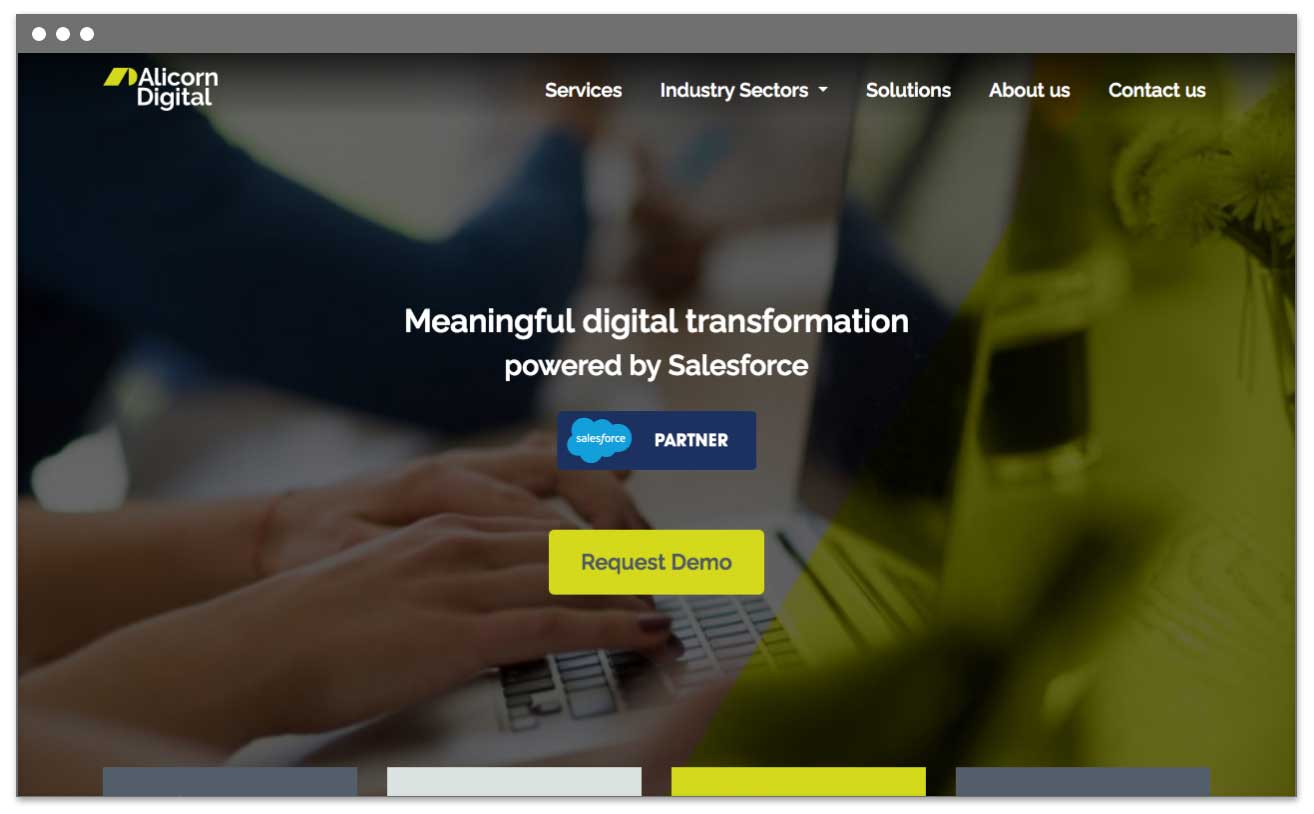 Alicorn
Digital
Services
Industry Sectors
Solutions
About us
Contact us
Meaningful digital transformation
powered by Salesforce
salesforce
PARTNER
Request Demo